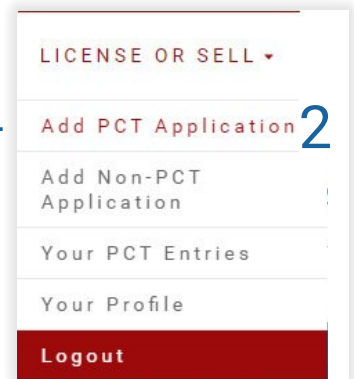 LICENSE OR SELL
Add PCT Application 2
Add Non-PCT
Application
Your PCT Entries
Your Profile
Logout